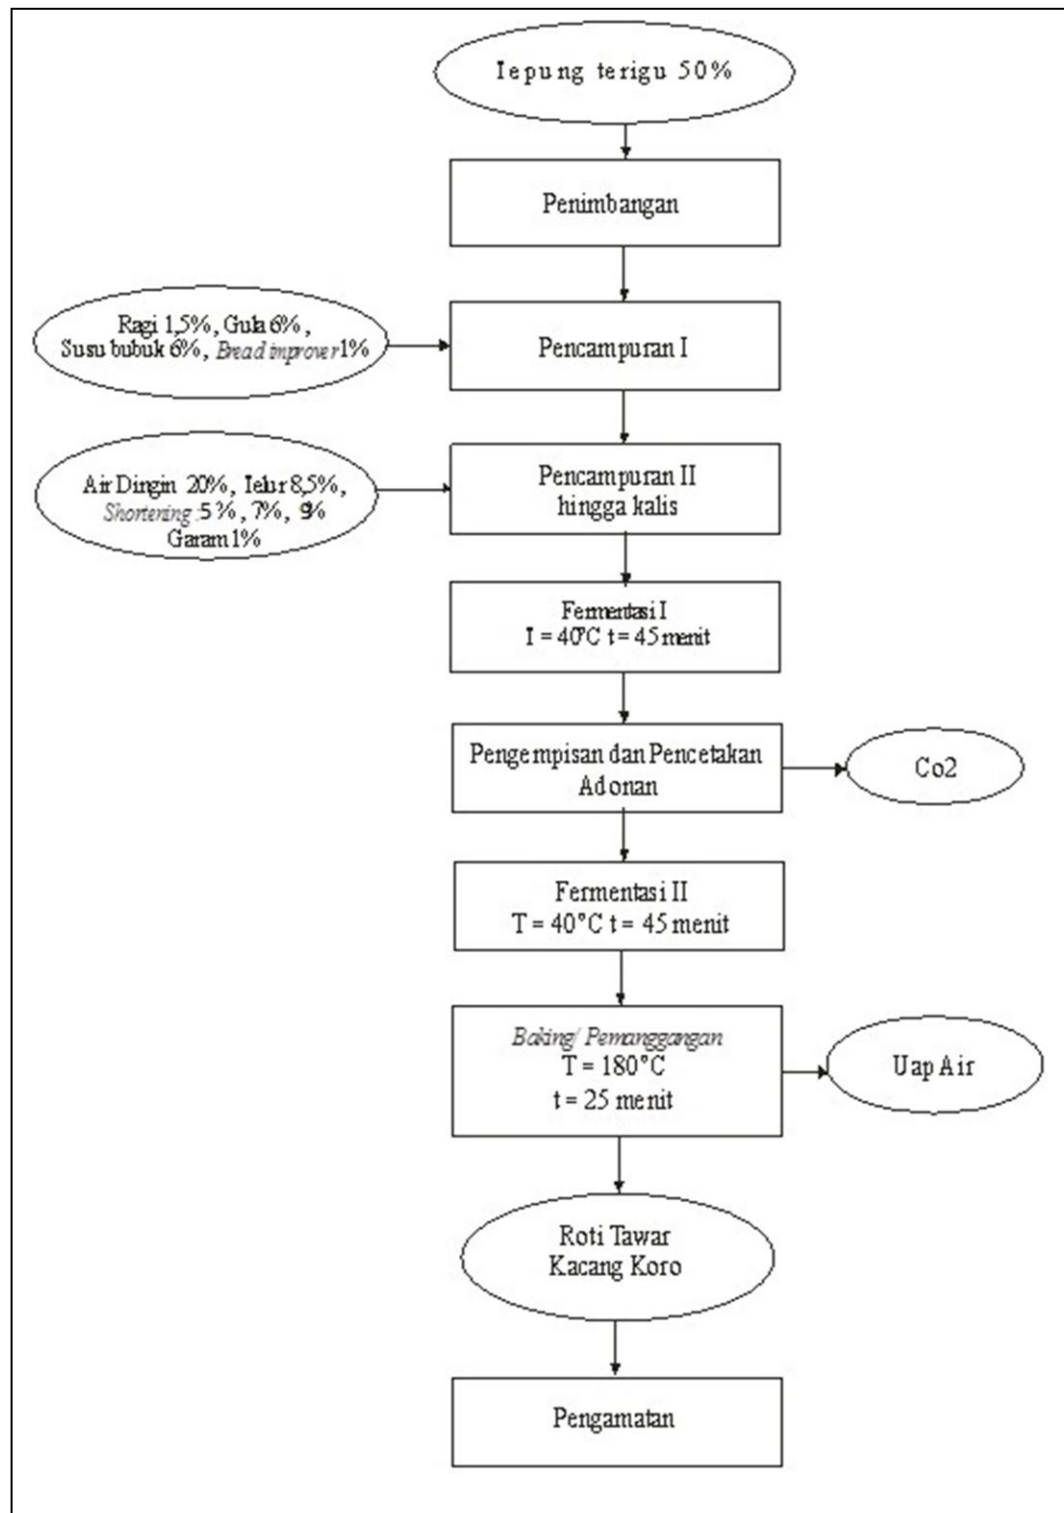 Iepung terigu 50%
Penimbangan
Ragi 1,5%, Gula 6%,
Susu bubuk 6%, Bread improver 1%
Pencampuran I
Air Dingin 20%, Ielur 8,5%,
Shortening :5%, 7%, 9%
Garam 1%
Pencampuran II
hingga kalis
Fermentasi I
I = 40°C t = 45 menit
Pengempisan dan Pencetakan
Adonan
Co2
Fermentasi II
T = 40°C t = 45 menit
Baking/ Pemanggangan
T = 180°C
t = 25 menit
Uap Air
Roti Tawar
Kacang Koro
Pengamatan